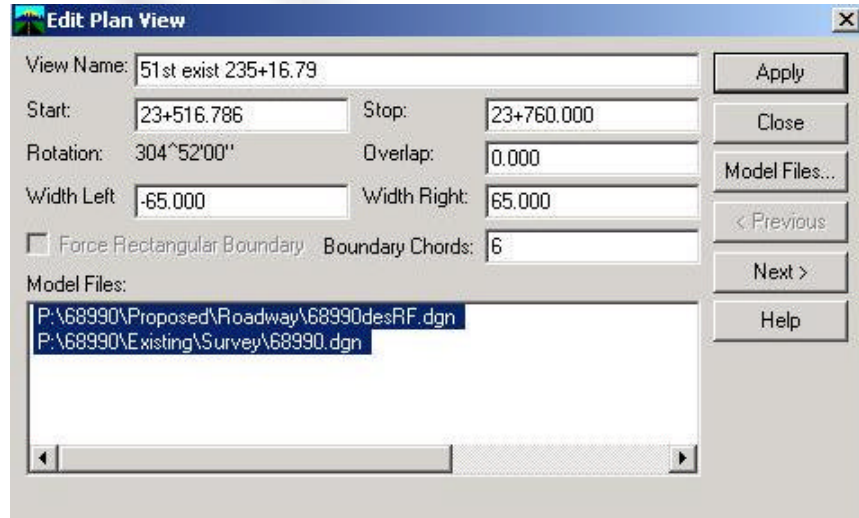 Edit Plan View
View Name: 51st exist 235+16.79
Apply
Start: 23+516.786 Stop: 23+760.000
Close
Rotation: 304^52'00" Overlap: 0.000
Model Files...
Width Left -65.000 Width Right: 65.000
< Previous
Force Rectangular Boundary Boundary Chords: 6
Next >
Model Files:
P:\68990\Proposed\Roadway\68990desRF.dgn
Help
P:\68990\Existing\Survey\68990.dgn